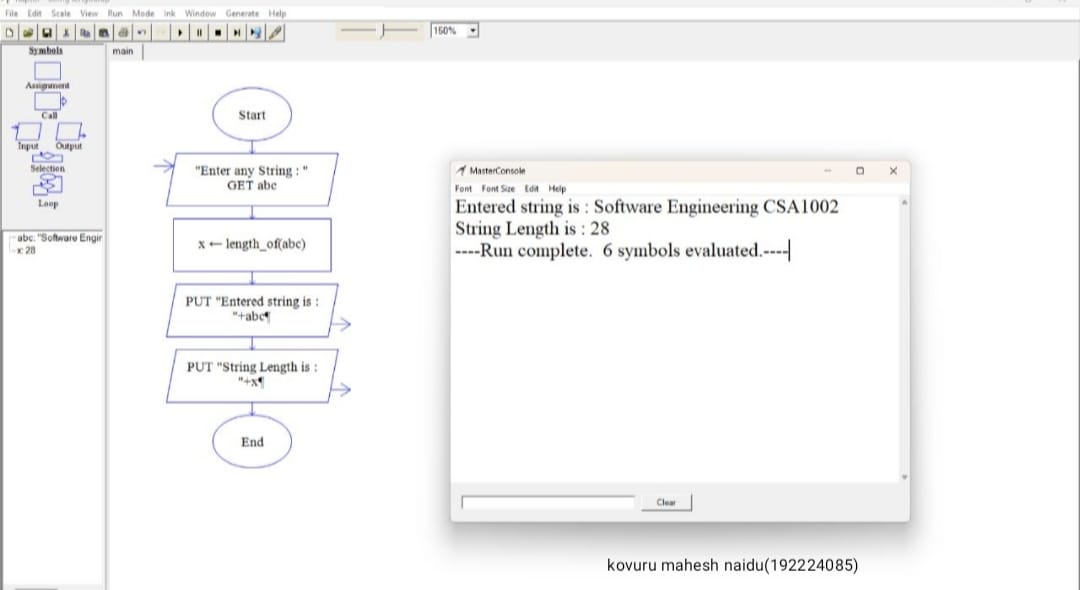 File Edit Scale View Run Mode Ink Window Generate Help
150%
Symbols
main
Assignment
Call
Input Output
Selection
Loop
abc: "Software Engir
x: 28
Start
"Enter any String : "
GET abc
x ← length_of(abc)
PUT "Entered string is :
"+abc¶
PUT "String Length is :
"+x¶
End
MasterConsole
Font Font Size Edit Help
Entered string is : Software Engineering CSA1002
String Length is : 28
----Run complete. 6 symbols evaluated.----
Clear
kovuru mahesh naidu(192224085)